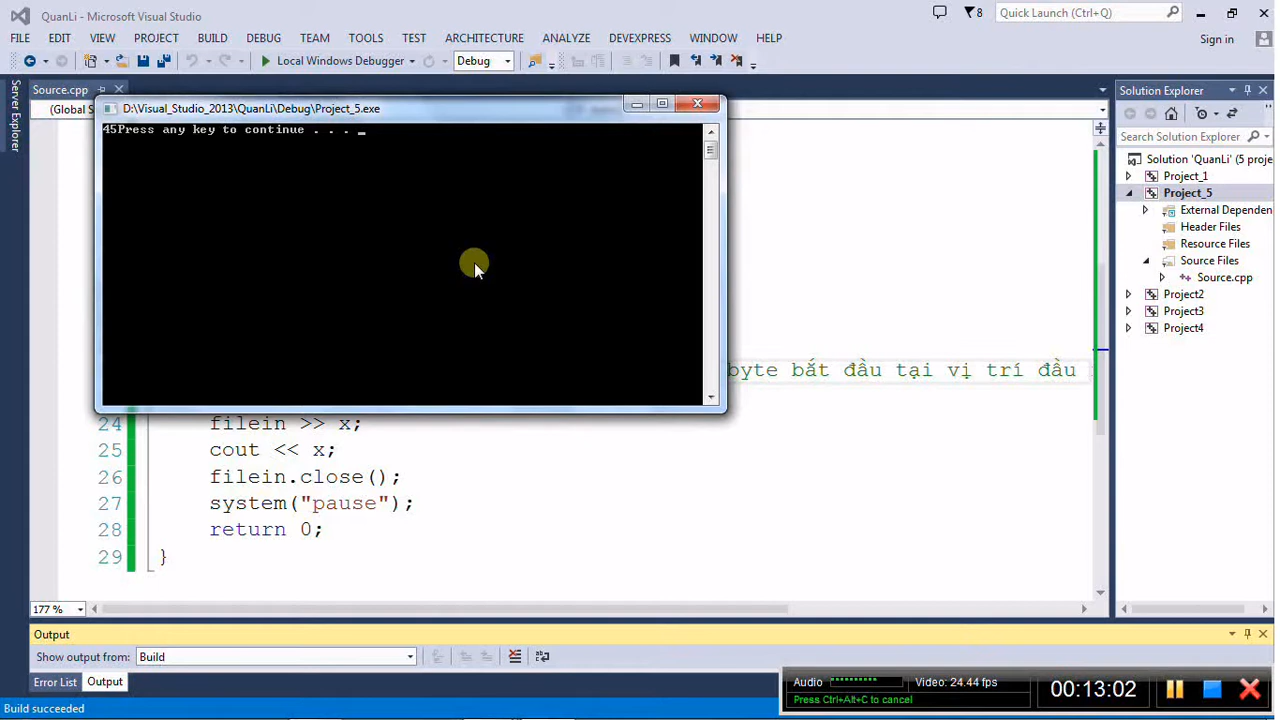 QuanLi - Microsoft Visual Studio
8
Quick Launch (Ctrl+Q)
FILE EDIT VIEW PROJECT BUILD DEBUG TEAM TOOLS TEST ARCHITECTURE ANALYZE DEVEXPRESS WINDOW HELP
Sign in
Local Windows Debugger
Debug
Server Explorer
Source.cpp
(Global S
D:\Visual_Studio_2013\QuanLi\Debug\Project_5.exe
45Press any key to continue . . . _
byte bắt đầu tại vị trí đầu
24 filein >> x;
25 cout << x;
26 filein.close();
27 system("pause");
28 return 0;
29 }
177 %
Solution Explorer
Search Solution Explorer
Solution 'QuanLi' (5 proje
Project_1
Project_5
External Dependen
Header Files
Resource Files
Source Files
Source.cpp
Project2
Project3
Project4
Output
Show output from: Build
Error List Output
Build succeeded
Audio Video: 24.44 fps
Press Ctrl+Alt+C to cancel
00:13:02